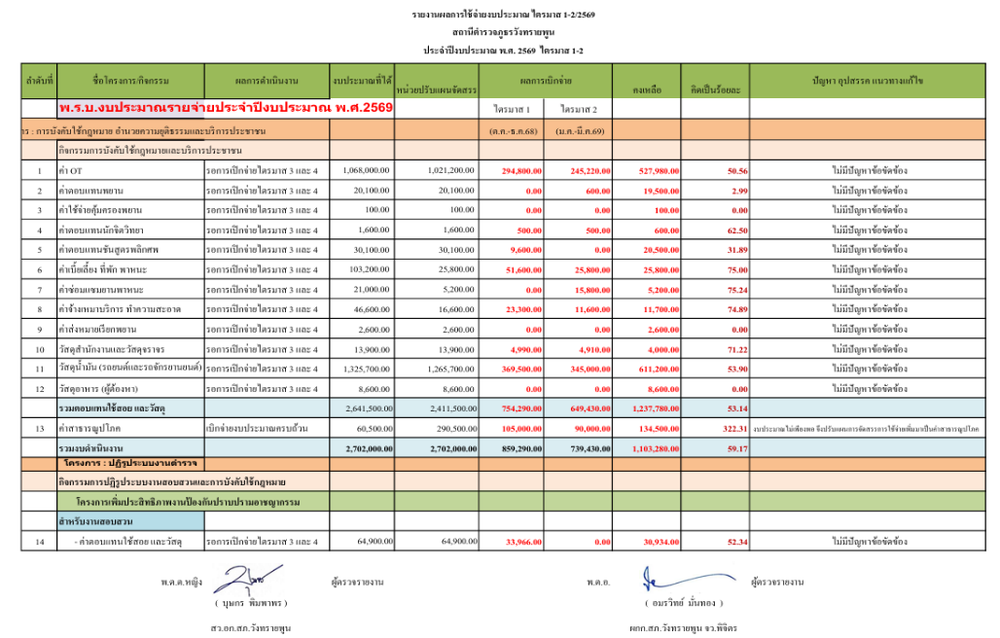 รายงานผลการใช้จ่ายงบประมาณ ไตรมาส 1-2/2569
สถานีตำรวจภูธรวังทรายพูน
ประจำปีงบประมาณ พ.ศ. 2569 ไตรมาส 1-2
ลำดับที่ ชื่อโครงการ/กิจกรรม ผลการดำเนินงาน งบประมาณที่ได้ หน่วยปรับแผนจัดสรร ผลการเบิกจ่าย คงเหลือ คิดเป็นร้อยละ ปัญหา อุปสรรค แนวทางแก้ไข
พ.ร.บ.งบประมาณรายจ่ายประจำปีงบประมาณ พ.ศ.2569 ไตรมาส 1 ไตรมาส 2
าร : การบังคับใช้กฎหมาย อำนวยความยุติธรรมและบริการประชาชน (ต.ค.-ธ.ค.68) (ม.ค.-มี.ค.69)
กิจกรรมการบังคับใช้กฎหมายและบริการประชาชน
1 ค่า OT รอการเปิกจ่ายไตรมาส 3 และ 4 1,068,000.00 1,021,200.00 294,800.00 245,220.00 527,980.00 50.56 ไม่มีปัญหาข้อขัดข้อง
2 ค่าตอบแทนพยาน รอการเปิกจ่ายไตรมาส 3 และ 4 20,100.00 20,100.00 0.00 600.00 19,500.00 2.99 ไม่มีปัญหาข้อขัดข้อง
3 ค่าใช้จ่ายคุ้มครองพยาน รอการเปิกจ่ายไตรมาส 3 และ 4 100.00 100.00 0.00 0.00 100.00 0.00 ไม่มีปัญหาข้อขัดข้อง
4 ค่าตอบแทนนักจิตวิทยา รอการเปิกจ่ายไตรมาส 3 และ 4 1,600.00 1,600.00 500.00 500.00 600.00 62.50 ไม่มีปัญหาข้อขัดข้อง
5 ค่าตอบแทนชันสูตรพลิกศพ รอการเปิกจ่ายไตรมาส 3 และ 4 30,100.00 30,100.00 9,600.00 0.00 20,500.00 31.89 ไม่มีปัญหาข้อขัดข้อง
6 ค่าเบี้ยเลี้ยง ที่พัก พาหนะ รอการเปิกจ่ายไตรมาส 3 และ 4 103,200.00 25,800.00 51,600.00 25,800.00 25,800.00 75.00 ไม่มีปัญหาข้อขัดข้อง
7 ค่าซ่อมแซมยานพาหนะ รอการเปิกจ่ายไตรมาส 3 และ 4 21,000.00 5,200.00 0.00 15,800.00 5,200.00 75.24 ไม่มีปัญหาข้อขัดข้อง
8 ค่าจ้างเหมาบริการ ทำความสะอาด รอการเปิกจ่ายไตรมาส 3 และ 4 46,600.00 16,600.00 23,300.00 11,600.00 11,700.00 74.89 ไม่มีปัญหาข้อขัดข้อง
9 ค่าส่งหมายเรียกพยาน รอการเปิกจ่ายไตรมาส 3 และ 4 2,600.00 2,600.00 0.00 0.00 2,600.00 0.00 ไม่มีปัญหาข้อขัดข้อง
10 วัสดุสำนักงานและวัสดุจราจร รอการเปิกจ่ายไตรมาส 3 และ 4 13,900.00 13,900.00 4,990.00 4,910.00 4,000.00 71.22 ไม่มีปัญหาข้อขัดข้อง
11 วัสดุน้ำมัน (รถยนต์และรถจักรยานยนต์) รอการเปิกจ่ายไตรมาส 3 และ 4 1,325,700.00 1,265,700.00 369,500.00 345,000.00 611,200.00 53.90 ไม่มีปัญหาข้อขัดข้อง
12 วัสดุอาหาร (ผู้ต้องหา) รอการเปิกจ่ายไตรมาส 3 และ 4 8,600.00 8,600.00 0.00 0.00 8,600.00 0.00 ไม่มีปัญหาข้อขัดข้อง
รวมตอบแทนใช้สอย และวัสดุ 2,641,500.00 2,411,500.00 754,290.00 649,430.00 1,237,780.00 53.14
13 ค่าสาธารณูปโภค เบิกจ่ายงบประมาณครบถ้วน 60,500.00 290,500.00 105,000.00 90,000.00 134,500.00 322.31 งบประมาณไม่เพียงพอ จึงปรับแผนการจัดสรรการใช้จ่ายเพิ่มมาเป็นค่าสาธารณูปโภค
รวมงบดำเนินงาน 2,702,000.00 2,702,000.00 859,290.00 739,430.00 1,103,280.00 59.17
โครงการ : ปฏิรูประบบงานตำรวจ
กิจกรรมการปฏิรูประบบงานสอบสวนและการบังคับใช้กฎหมาย
โครงการเพิ่มประสิทธิภาพงานป้องกันปราบปรามอาชญากรรม
สำหรับงานสอบสวน
14 - ค่าตอบแทนใช้สอย และวัสดุ รอการเปิกจ่ายไตรมาส 3 และ 4 64,900.00 64,900.00 33,966.00 0.00 30,934.00 52.34 ไม่มีปัญหาข้อขัดข้อง
พ.ต.ต.หญิง ผู้ตรวจรายงาน พ.ต.อ. ผู้ตรวจรายงาน
( บุษกร พิมพาพร ) ( อมรวิทย์ มั่นทอง )
สว.อก.สภ.วังทรายพูน ผกก.สภ.วังทรายพูน จว.พิจิตร